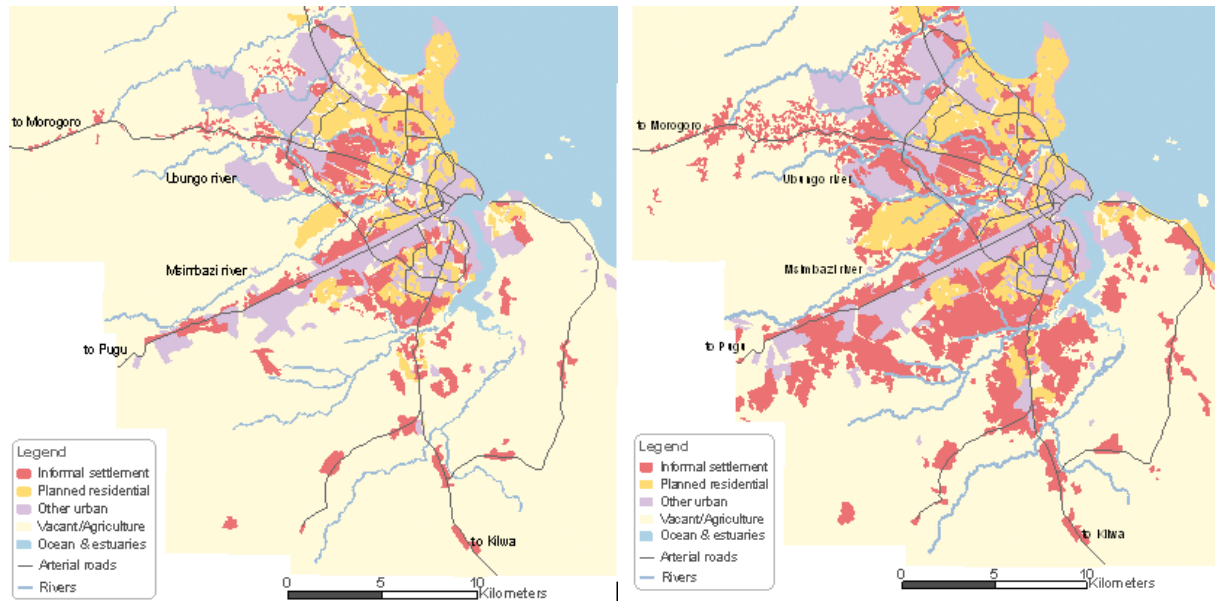 to Morogoro
Ubungo river
Msimbazi river
to Pugu
to Kilwa
Legend
Informal settlement
Planned residential
Other urban
Vacant/Agriculture
Ocean & estuaries
Arterial roads
Rivers
0 5 10
Kilometers
to Morogoro
Ubungo river
Msimbazi river
to Pugu
to Kilwa
Legend
Informal settlement
Planned residential
Other urban
Vacant/Agriculture
Ocean & estuaries
Arterial roads
Rivers
0 5 10
Kilometers